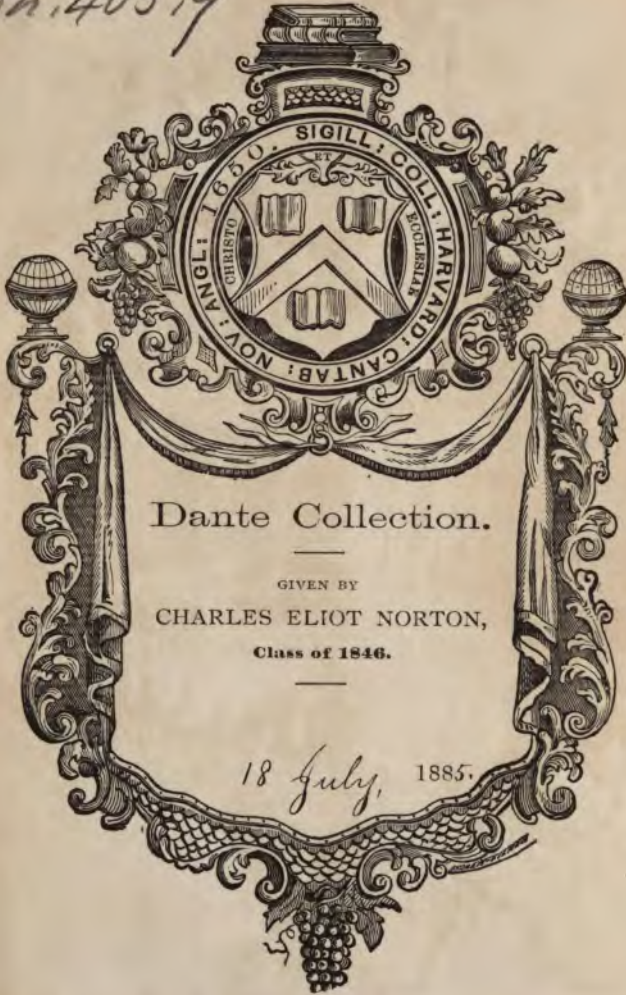 SIGILL: COLL: HARVARD: CANTAB: NOV: ANGL: 1650.
CHRISTO
ET
ECCLESIAE
Dante Collection.
GIVEN BY
CHARLES ELIOT NORTON,
Class of 1846.
18 July, 1885.